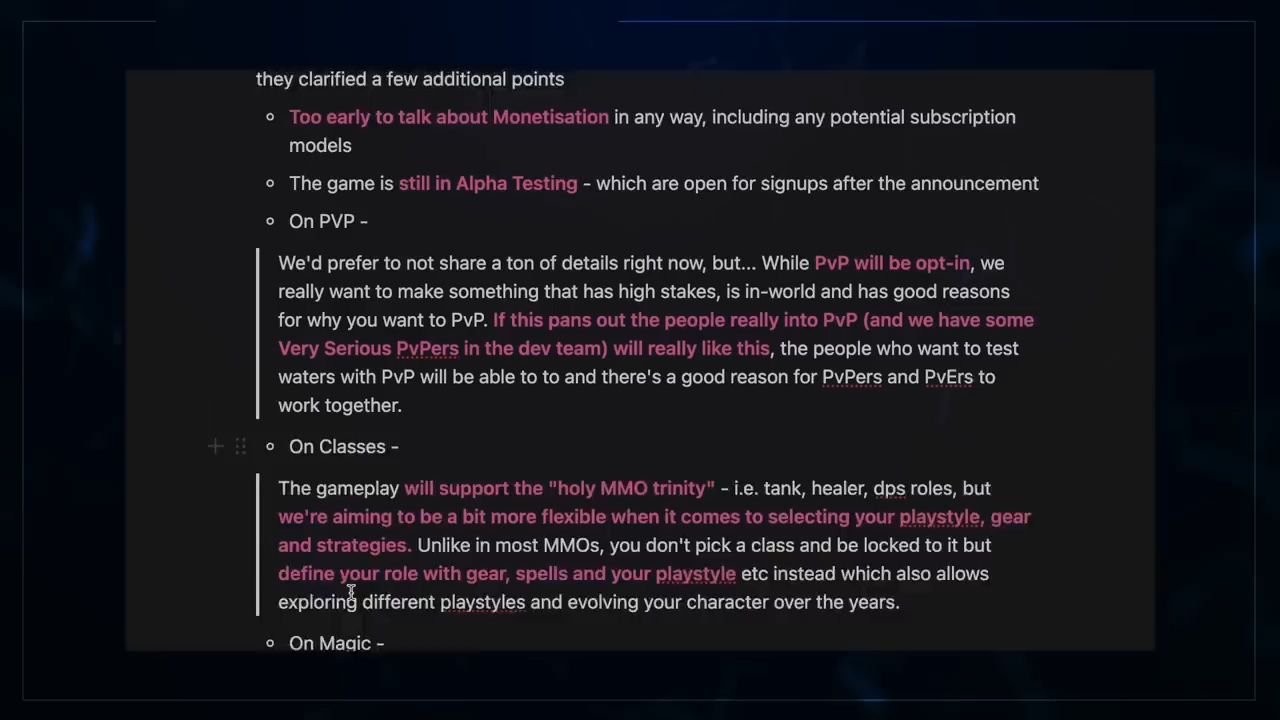 they clarified a few additional points
Too early to talk about Monetisation in any way, including any potential subscription
models
The game is still in Alpha Testing - which are open for signups after the announcement
On PVP -
We'd prefer to not share a ton of details right now, but... While PvP will be opt-in, we
really want to make something that has high stakes, is in-world and has good reasons
for why you want to PvP. If this pans out the people really into PvP (and we have some
Very Serious PvPers in the dev team) will really like this, the people who want to test
waters with PvP will be able to to and there's a good reason for PvPers and PvErs to
work together.
On Classes -
The gameplay will support the "holy MMO trinity" - i.e. tank, healer, dps roles, but
we're aiming to be a bit more flexible when it comes to selecting your playstyle, gear
and strategies. Unlike in most MMOs, you don't pick a class and be locked to it but
define your role with gear, spells and your playstyle etc instead which also allows
exploring different playstyles and evolving your character over the years.
On Magic -